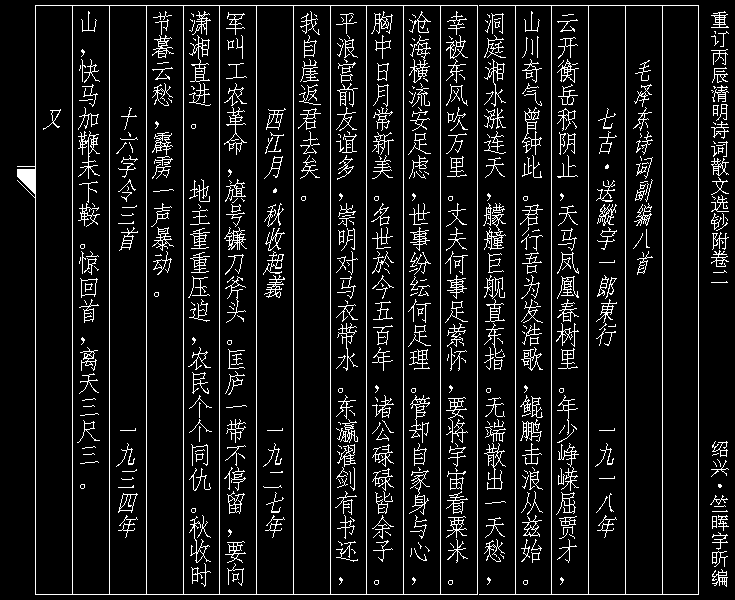 重订丙辰清明诗词散文选钞附卷二
绍兴·竺晖宇昕编
毛泽东诗词副编八首
七古·送縱宇一郎東行 一九一八年
云开衡岳积阴止，天马凤凰春树里。年少峥嵘屈贾才，
山川奇气曾钟此。君行吾为发浩歌，鲲鹏击浪从兹始。
洞庭湘水涨连天，艨艟巨舰直东指。无端散出一天愁，
幸被东风吹万里。丈夫何事足萦怀，要将宇宙看粟米。
沧海横流安足虑，世事纷纭何足理。管却自家身与心，
胸中日月常新美。名世於今五百年，诸公碌碌皆余子。
平浪宫前友谊多，崇明对马衣带水。东瀛濯剑有书还，
我自崖返君去矣。
西江月·秋收起義 一九二七年
军叫工农革命，旗号镰刀斧头。匡庐一带不停留，要向
潇湘直进。 地主重重压迫，农民个个同仇。秋收时
节暮云愁，霹雳一声暴动。
十六字令三首 一九三四年
山，快马加鞭未下鞍。惊回首，离天三尺三。
又